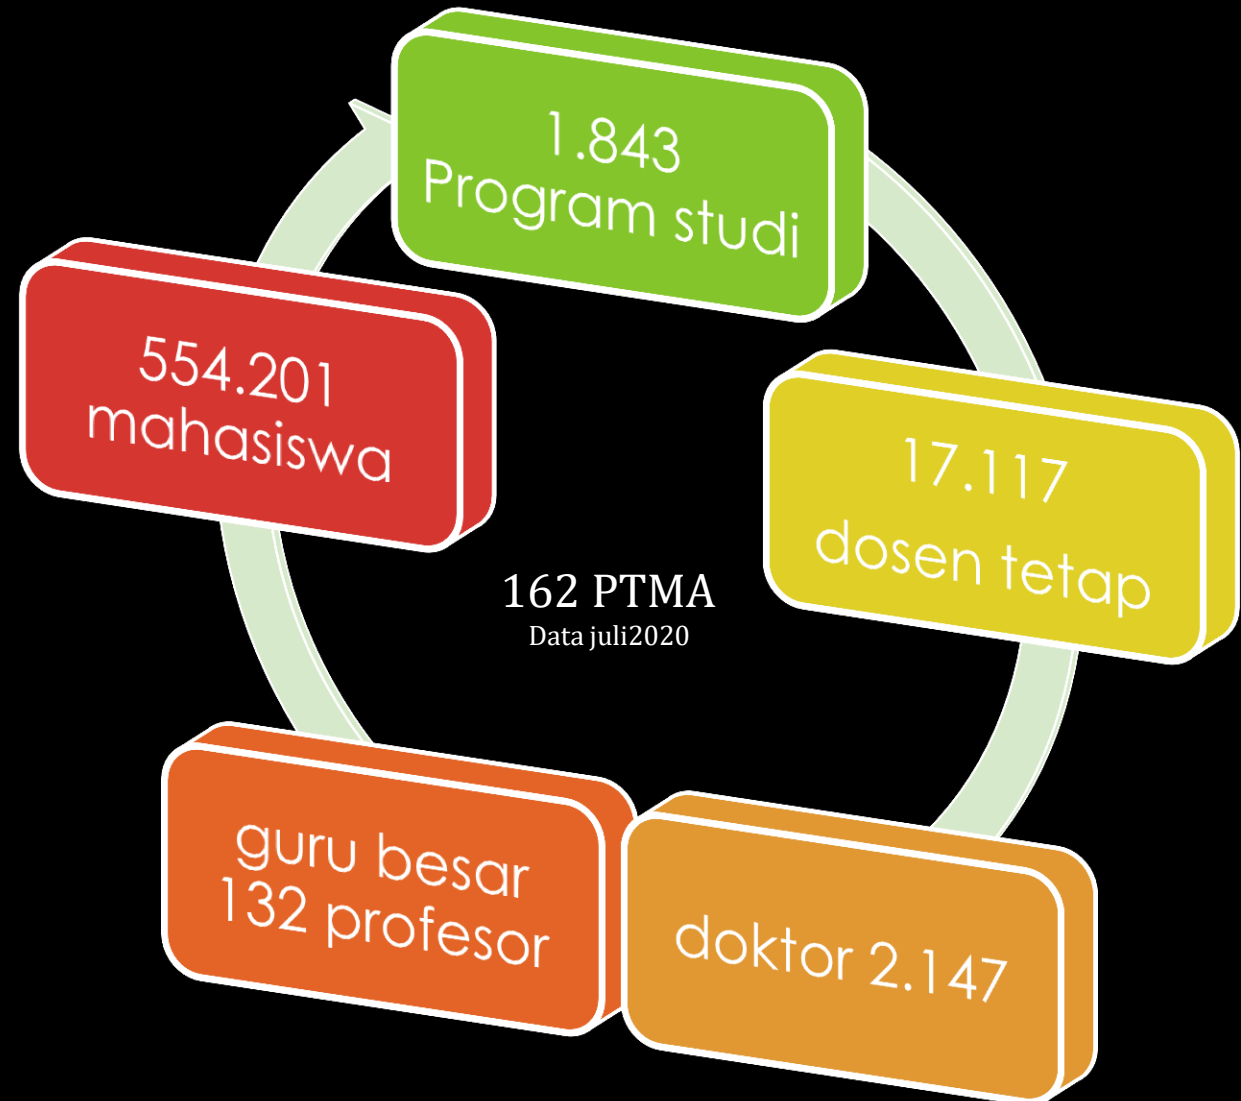 1.843
Program studi
17.117
dosen tetap
doktor 2.147
guru besar
132 profesor
554.201
mahasiswa
162 PTMA
Data juli2020